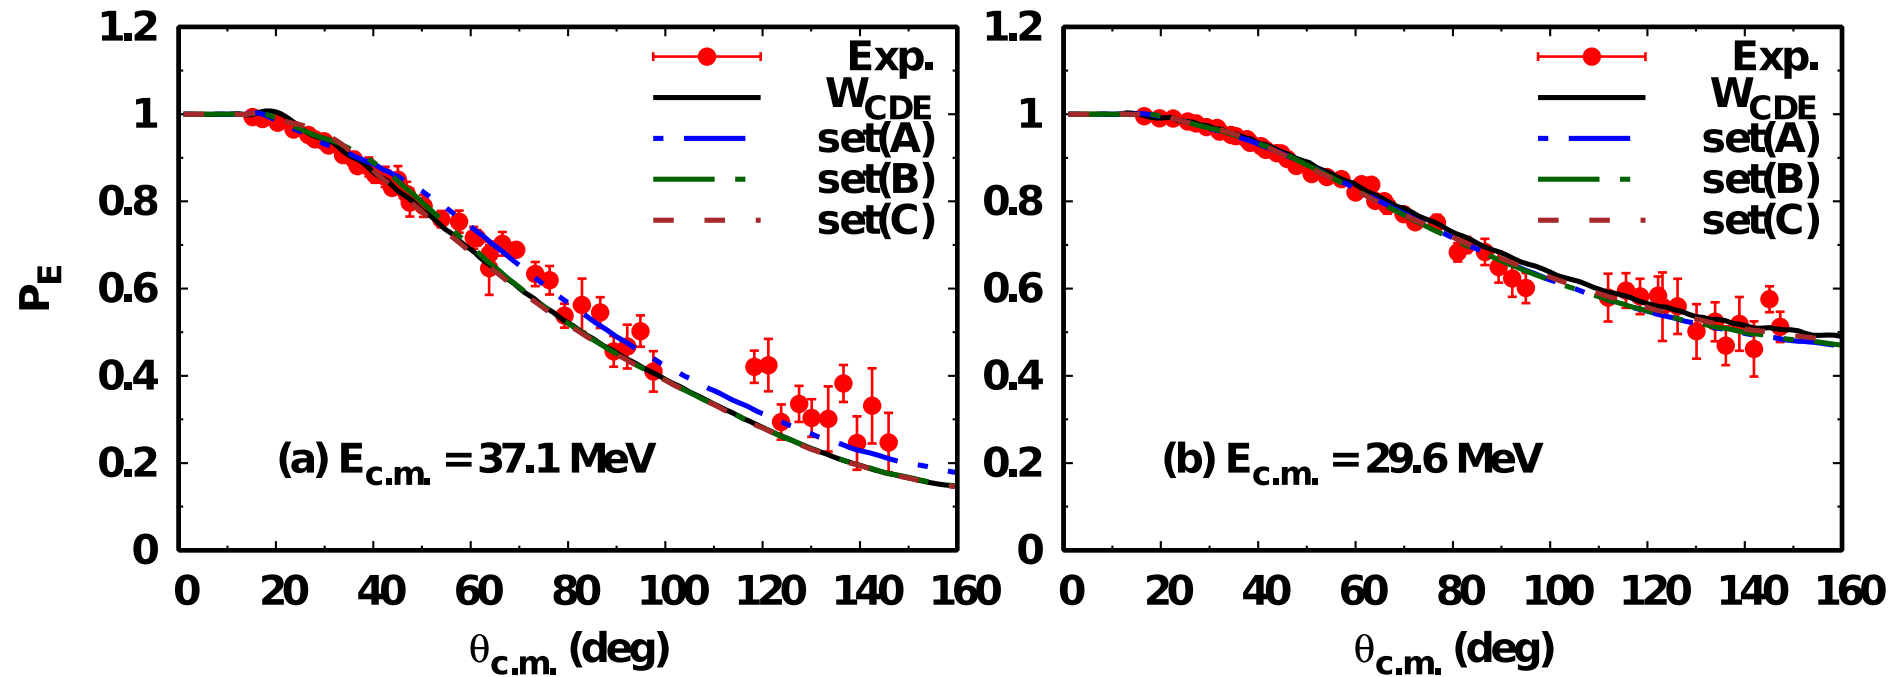 1.2
1
0.8
0.6
0.4
0.2
0
P_E
Exp.
W_CDE
set(A)
set(B)
set(C)
(a) E_c.m. = 37.1 MeV
0 20 40 60 80 100 120 140 160
θ_c.m. (deg)
1.2
1
0.8
0.6
0.4
0.2
0
Exp.
W_CDE
set(A)
set(B)
set(C)
(b) E_c.m. = 29.6 MeV
0 20 40 60 80 100 120 140 160
θ_c.m. (deg)